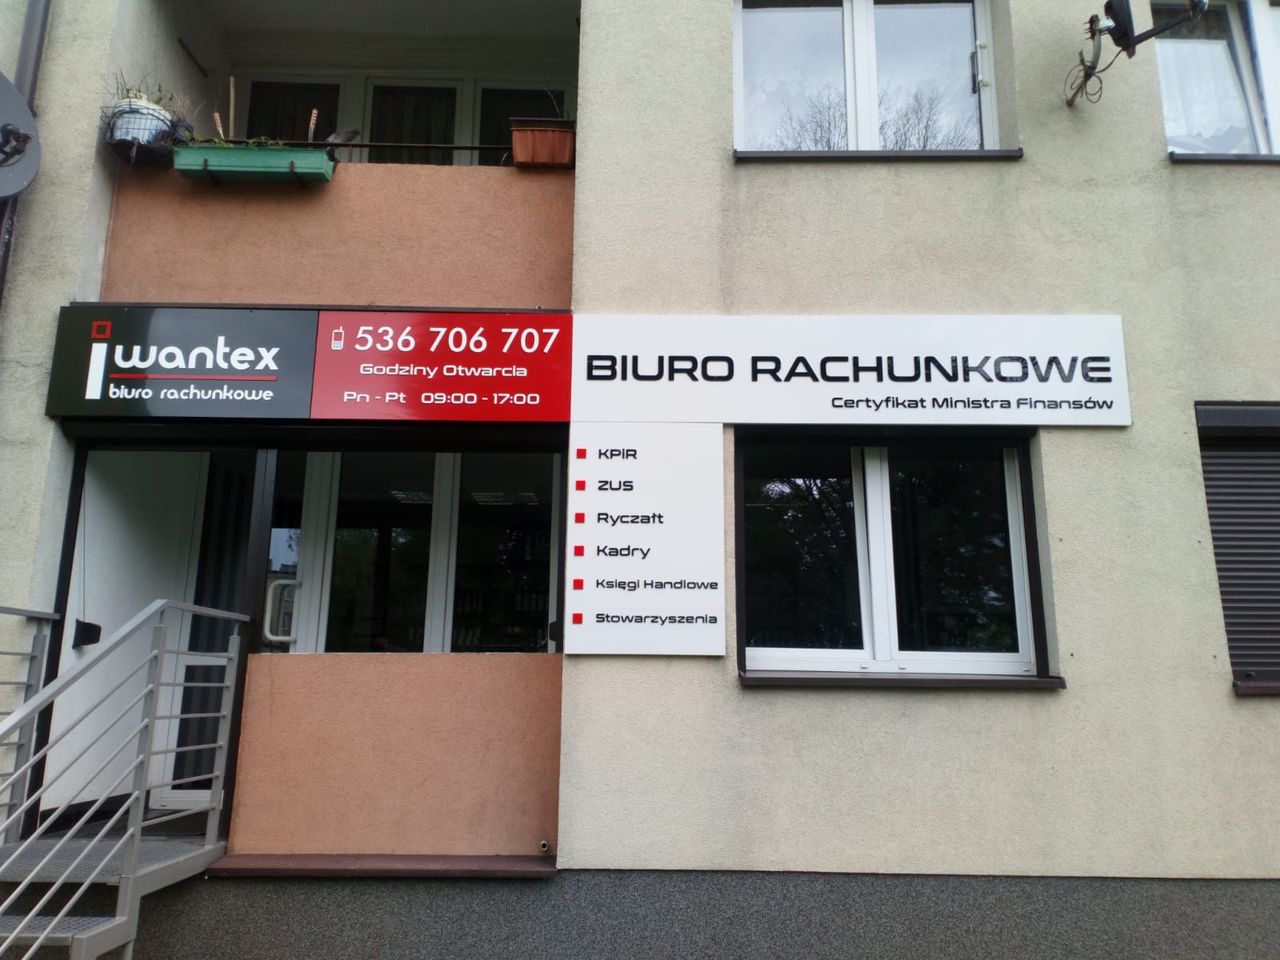 iwantex
biuro rachunkowe
536 706 707
Godziny Otwarcia
Pn - Pt 09:00 - 17:00
BIURO RACHUNKOWE
Certyfikat Ministra Finansów
KPiR
ZUS
Ryczałt
Kadry
Księgi Handlowe
Stowarzyszenia